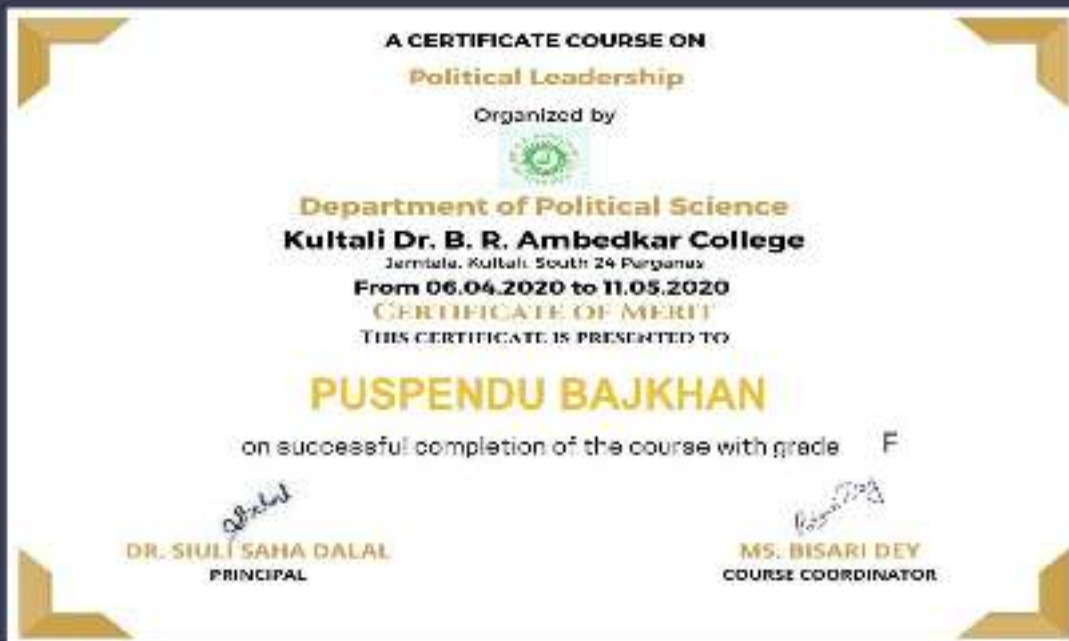 A CERTIFICATE COURSE ON
Political Leadership
Organized by
Department of Political Science
Kultali Dr. B. R. Ambedkar College
Jamtala, Kultali, South 24 Parganas
From 06.04.2020 to 11.05.2020
CERTIFICATE OF MERIT
THIS CERTIFICATE IS PRESENTED TO
PUSPENDU BAJKHAN
on successful completion of the course with grade F
DR. SIULI SAHA DALAL
PRINCIPAL
MS. BISARI DEY
COURSE COORDINATOR